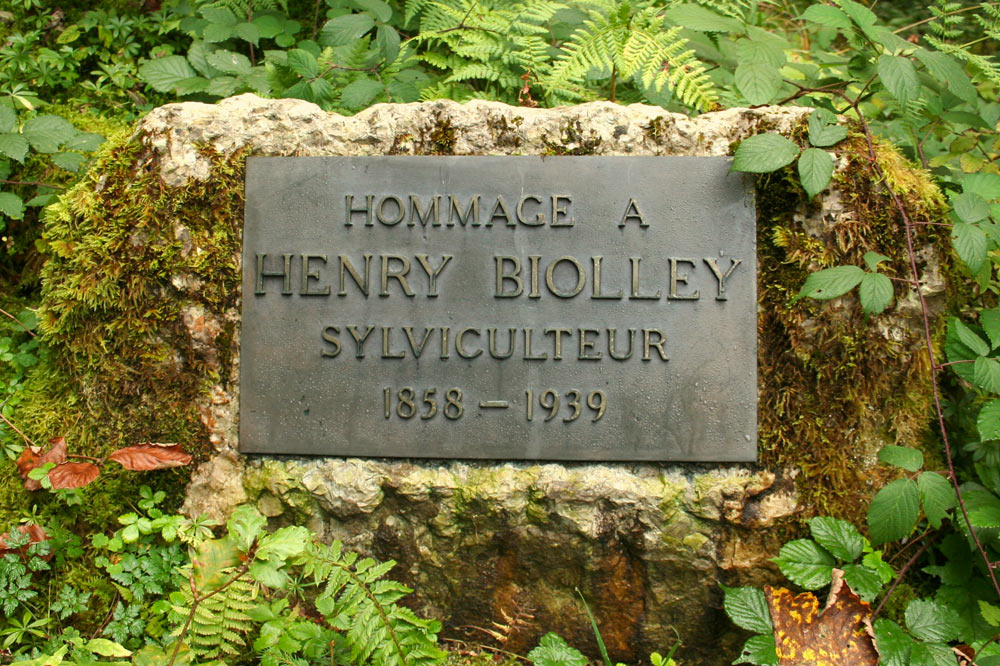 HOMMAGE A
HENRY BIOLLEY
SYLVICULTEUR
1858 – 1939